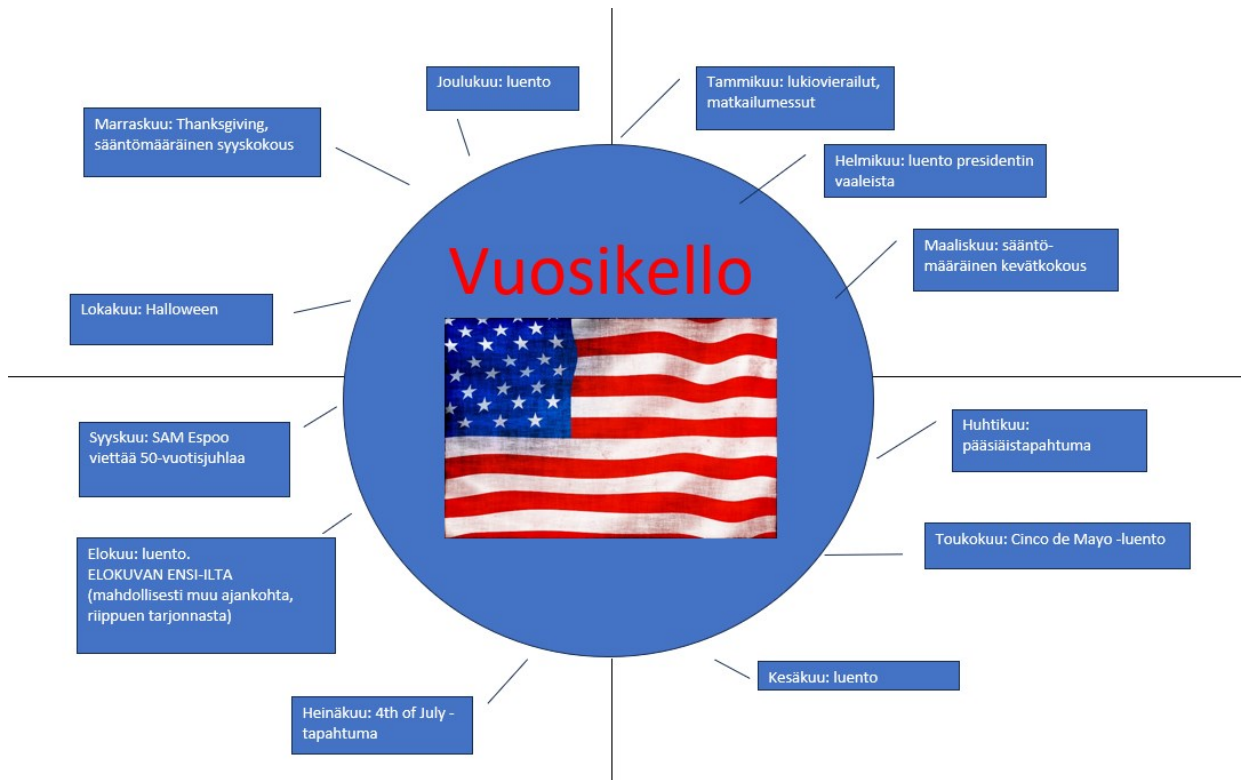 Joulukuu: luento
Tammikuu: lukiovierailut,
matkailumessut
Marraskuu: Thanksgiving,
sääntömääräinen syyskokous
Helmikuu: luento presidentin
vaaleista
Maaliskuu: sääntö-
määräinen kevätkokous
Vuosikello
Lokakuu: Halloween
Syyskuu: SAM Espoo
viettää 50-vuotisjuhlaa
Huhtikuu:
pääsiäistapahtuma
Elokuu: luento.
ELOKUVAN ENSI-ILTA
(mahdollisesti muu ajankohta,
riippuen tarjonnasta)
Toukokuu: Cinco de Mayo -luento
Kesäkuu: luento
Heinäkuu: 4th of July -
tapahtuma